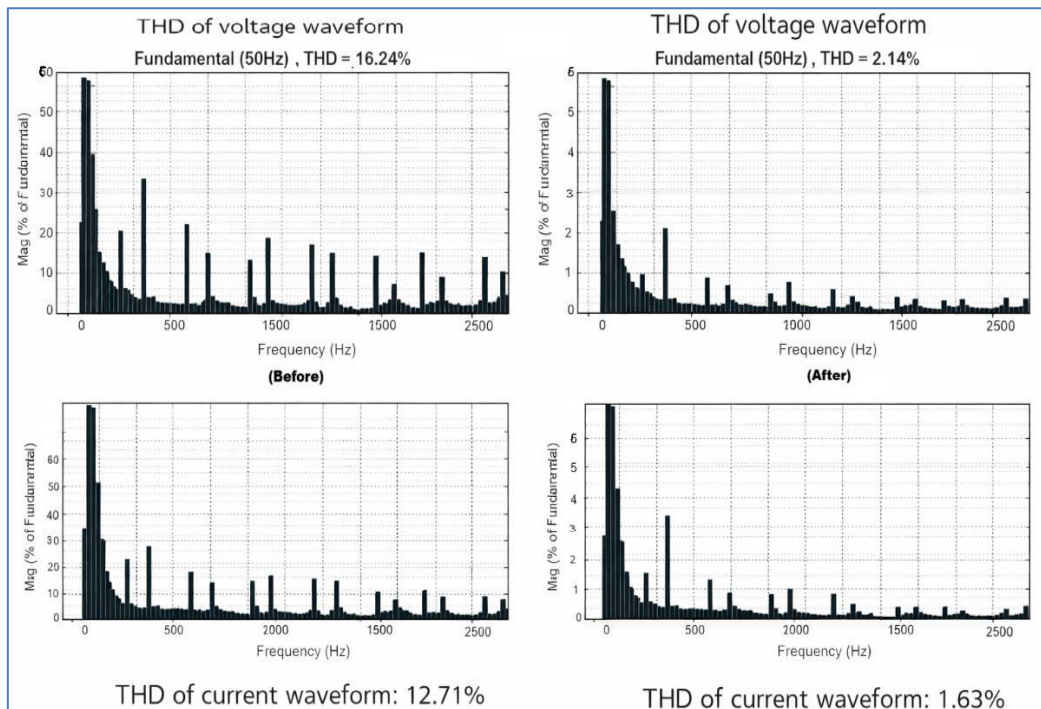 THD of voltage waveform
Fundamental (50Hz) , THD = 16.24%
60
50
40
30
20
10
0
Mag (% of Fundamental)
0 500 1500 1500 2500
Frequency (Hz)
(Before)
THD of voltage waveform
Fundamental (50Hz) , THD = 2.14%
6
5
4
3
2
1
0
Mag (% of Fundamental)
0 500 1000 1500 2500
Frequency (Hz)
(After)
60
50
40
30
20
10
0
Mag (% of Fundamental)
0 500 2000 1500 2500
Frequency (Hz)
THD of current waveform: 12.71%
5
4
3
2
1
0
Mag (% of Fundamental)
0 500 2000 1500 2500
Frequency (Hz)
THD of current waveform: 1.63%